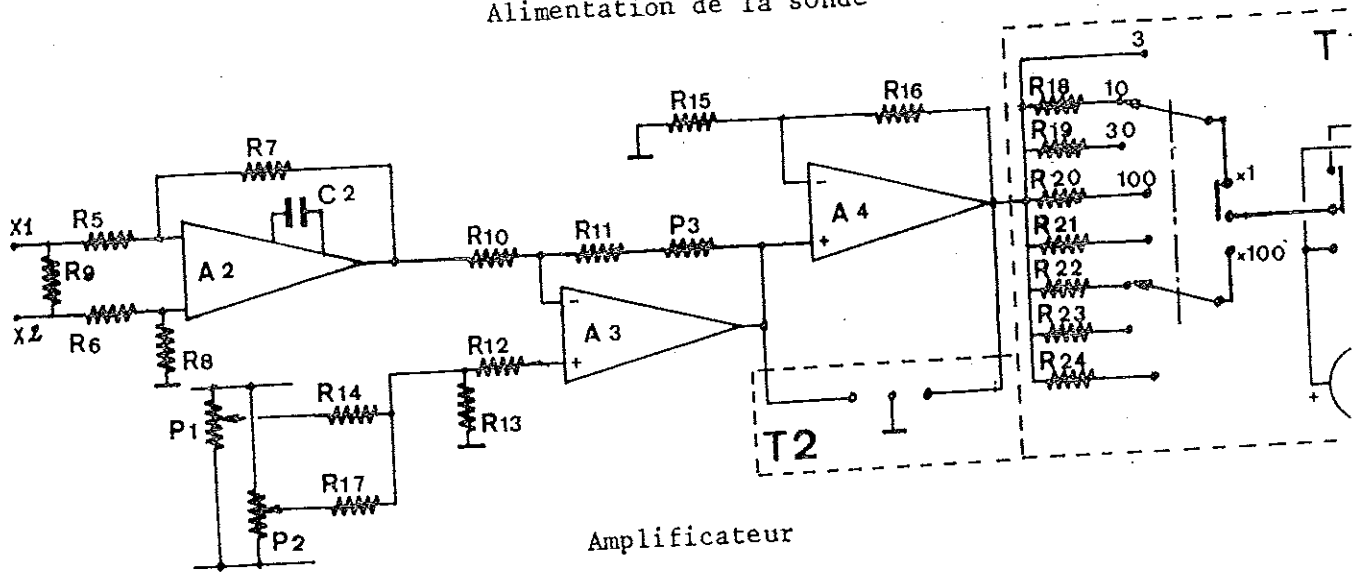 Alimentation de la sonde
3
T
R18 10
R15
R16
R7
R19 30
C2
R20 100
x1
X1
R5
A2
R10
R11
P3
A4
R21
R9
R22
x100
X2
R6
A3
R23
R8
R12
R24
R14
P1
R13
T2
R17
P2
Amplificateur
- + - + +